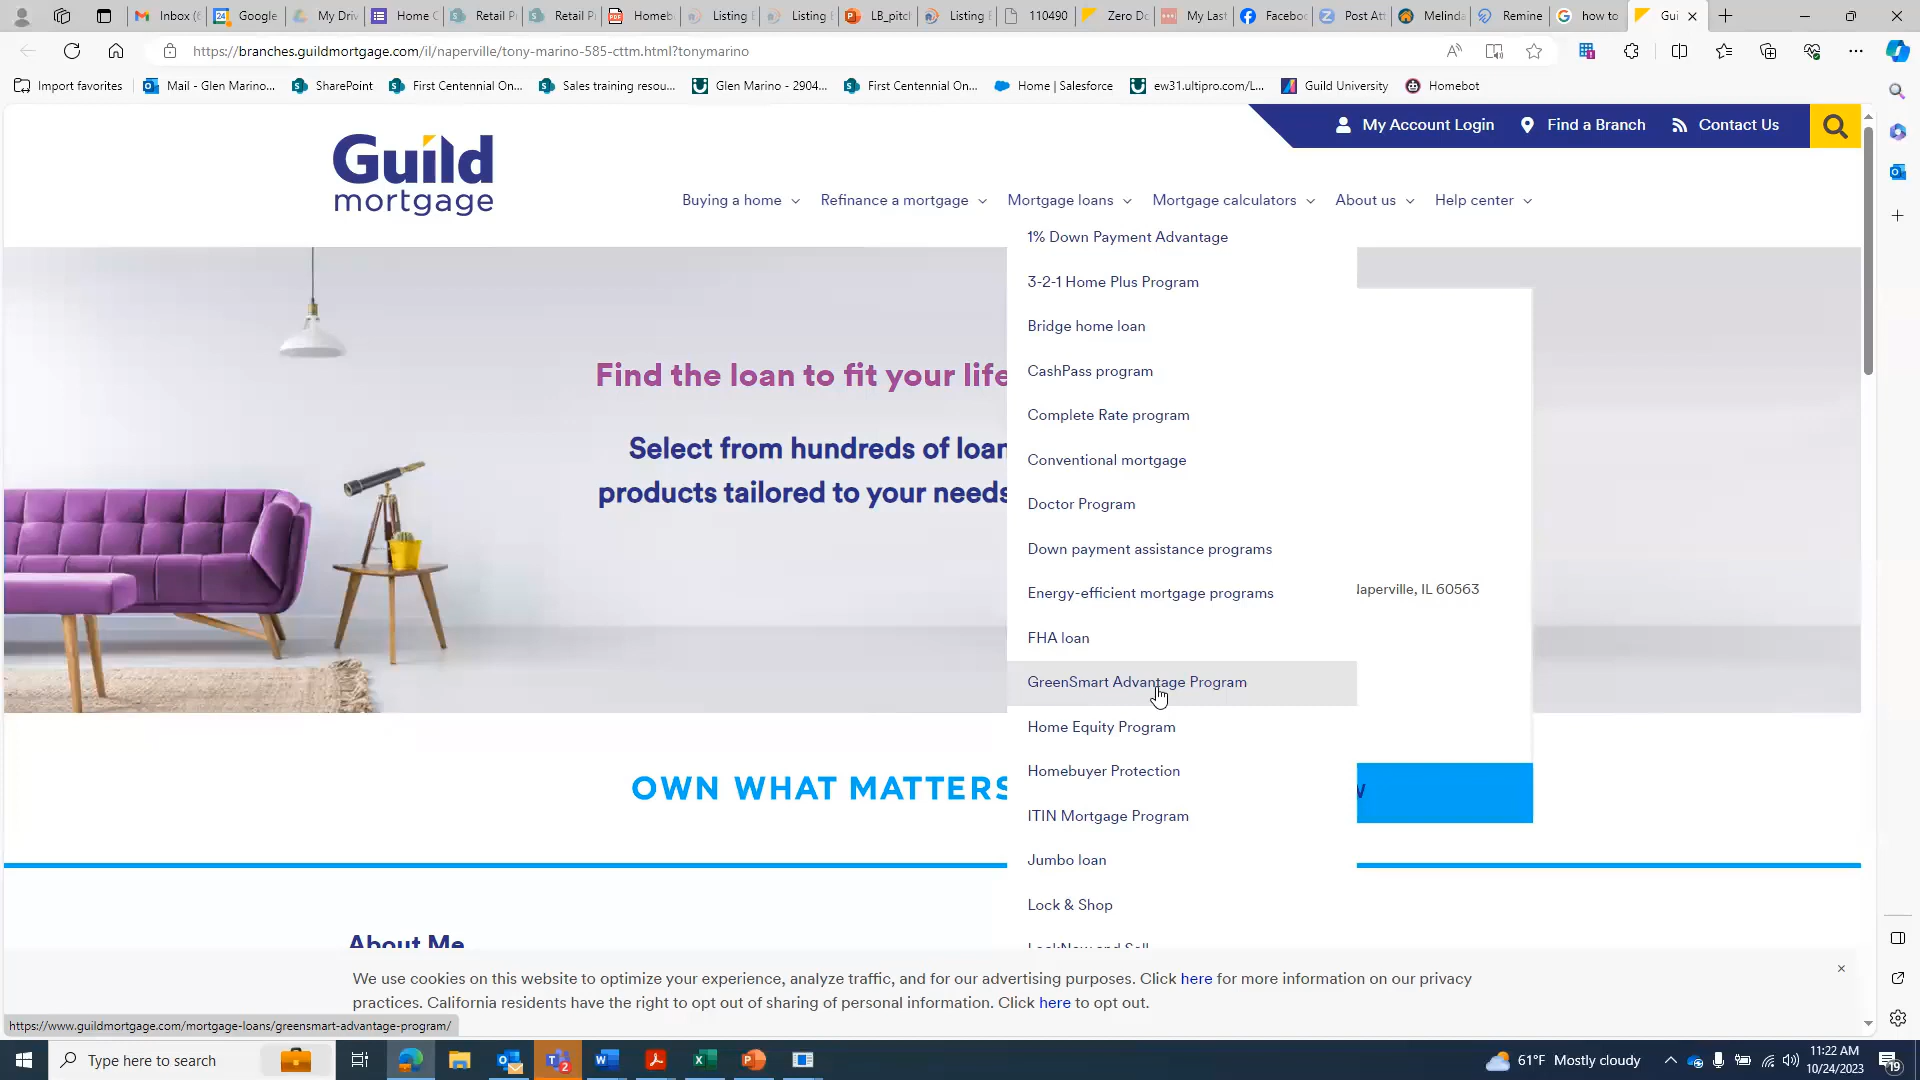 Inbox (6
Google
My Driv
Home C
Retail P
Retail P
Homeb
Listing E
Listing E
LB_pitcl
Listing E
110490
Zero Do
My Last
Faceboo
Post Att
Melinda
Remine
how to
Gui
https://branches.guildmortgage.com/il/naperville/tony-marino-585-cttm.html?tonymarino
Import favorites
Mail - Glen Marino...
SharePoint
First Centennial On...
Sales training resou...
Glen Marino - 2904...
First Centennial On...
Home | Salesforce
ew31.ultipro.com/L...
Guild University
Homebot
My Account Login
Find a Branch
Contact Us
Guild
mortgage
Buying a home
Refinance a mortgage
Mortgage loans
Mortgage calculators
About us
Help center
1% Down Payment Advantage
3-2-1 Home Plus Program
Bridge home loan
CashPass program
Find the loan to fit your life
Complete Rate program
Select from hundreds of loan
Conventional mortgage
products tailored to your needs
Doctor Program
Down payment assistance programs
Energy-efficient mortgage programs
Naperville, IL 60563
FHA loan
GreenSmart Advantage Program
Home Equity Program
Homebuyer Protection
OWN WHAT MATTERS
ITIN Mortgage Program
Jumbo loan
Lock & Shop
LockNow and Sell
About Me
We use cookies on this website to optimize your experience, analyze traffic, and for our advertising purposes. Click here for more information on our privacy
practices. California residents have the right to opt out of sharing of personal information. Click here to opt out.
https://www.guildmortgage.com/mortgage-loans/greensmart-advantage-program/
Type here to search
61°F Mostly cloudy
11:22 AM
10/24/2023
19